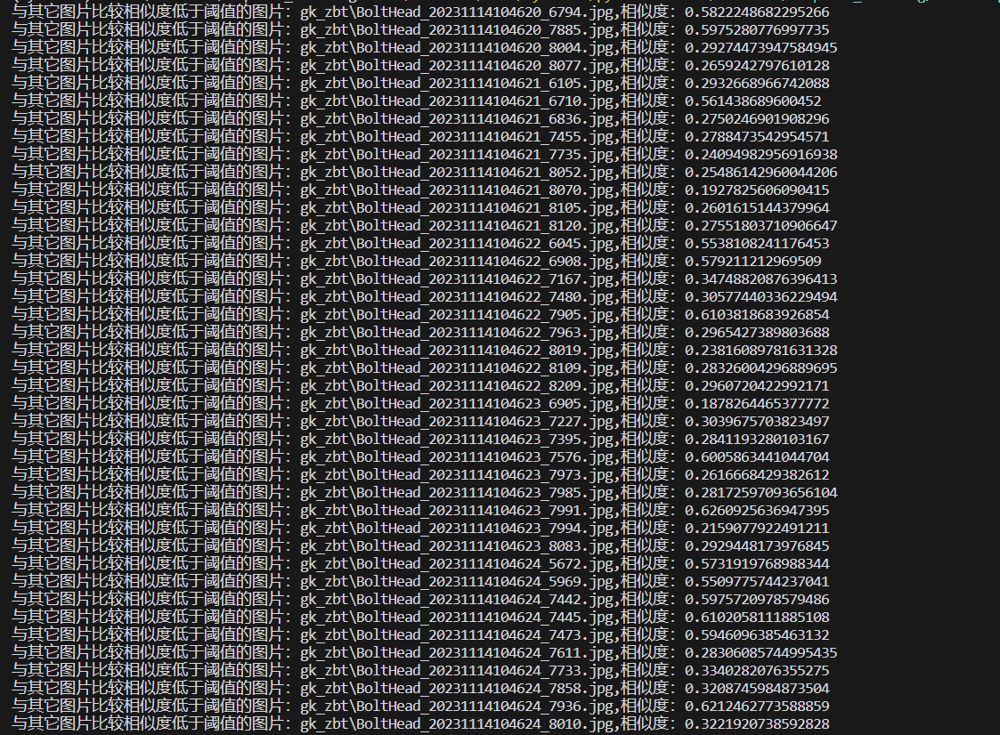 与其它图片比较相似度低于阈值的图片: gk_zbt\BoltHead_20231114104620_6794.jpg,相似度: 0.5822248682295266
与其它图片比较相似度低于阈值的图片: gk_zbt\BoltHead_20231114104620_7885.jpg,相似度: 0.5975280776997735
与其它图片比较相似度低于阈值的图片: gk_zbt\BoltHead_20231114104620_8004.jpg,相似度: 0.29274473947584945
与其它图片比较相似度低于阈值的图片: gk_zbt\BoltHead_20231114104620_8077.jpg,相似度: 0.2659242797610128
与其它图片比较相似度低于阈值的图片: gk_zbt\BoltHead_20231114104621_6105.jpg,相似度: 0.2932668966742088
与其它图片比较相似度低于阈值的图片: gk_zbt\BoltHead_20231114104621_6710.jpg,相似度: 0.561438689600452
与其它图片比较相似度低于阈值的图片: gk_zbt\BoltHead_20231114104621_6836.jpg,相似度: 0.2750246901908296
与其它图片比较相似度低于阈值的图片: gk_zbt\BoltHead_20231114104621_7455.jpg,相似度: 0.2788473542954571
与其它图片比较相似度低于阈值的图片: gk_zbt\BoltHead_20231114104621_7735.jpg,相似度: 0.24094982956916938
与其它图片比较相似度低于阈值的图片: gk_zbt\BoltHead_20231114104621_8052.jpg,相似度: 0.25486142960044206
与其它图片比较相似度低于阈值的图片: gk_zbt\BoltHead_20231114104621_8070.jpg,相似度: 0.1927825606090415
与其它图片比较相似度低于阈值的图片: gk_zbt\BoltHead_20231114104621_8105.jpg,相似度: 0.2601615144379964
与其它图片比较相似度低于阈值的图片: gk_zbt\BoltHead_20231114104621_8120.jpg,相似度: 0.27551803710906647
与其它图片比较相似度低于阈值的图片: gk_zbt\BoltHead_20231114104622_6045.jpg,相似度: 0.5538108241176453
与其它图片比较相似度低于阈值的图片: gk_zbt\BoltHead_20231114104622_6908.jpg,相似度: 0.579211212969509
与其它图片比较相似度低于阈值的图片: gk_zbt\BoltHead_20231114104622_7167.jpg,相似度: 0.34748820876396413
与其它图片比较相似度低于阈值的图片: gk_zbt\BoltHead_20231114104622_7480.jpg,相似度: 0.30577440336229494
与其它图片比较相似度低于阈值的图片: gk_zbt\BoltHead_20231114104622_7905.jpg,相似度: 0.6103818683926854
与其它图片比较相似度低于阈值的图片: gk_zbt\BoltHead_20231114104622_7963.jpg,相似度: 0.2965427389803688
与其它图片比较相似度低于阈值的图片: gk_zbt\BoltHead_20231114104622_8019.jpg,相似度: 0.23816089781631328
与其它图片比较相似度低于阈值的图片: gk_zbt\BoltHead_20231114104622_8109.jpg,相似度: 0.28326004296889695
与其它图片比较相似度低于阈值的图片: gk_zbt\BoltHead_20231114104622_8209.jpg,相似度: 0.2960720422992171
与其它图片比较相似度低于阈值的图片: gk_zbt\BoltHead_20231114104623_6905.jpg,相似度: 0.1878264465377772
与其它图片比较相似度低于阈值的图片: gk_zbt\BoltHead_20231114104623_7227.jpg,相似度: 0.3039675703823497
与其它图片比较相似度低于阈值的图片: gk_zbt\BoltHead_20231114104623_7395.jpg,相似度: 0.2841193280103167
与其它图片比较相似度低于阈值的图片: gk_zbt\BoltHead_20231114104623_7576.jpg,相似度: 0.6005863441044704
与其它图片比较相似度低于阈值的图片: gk_zbt\BoltHead_20231114104623_7973.jpg,相似度: 0.2616668429382612
与其它图片比较相似度低于阈值的图片: gk_zbt\BoltHead_20231114104623_7985.jpg,相似度: 0.28172597093656104
与其它图片比较相似度低于阈值的图片: gk_zbt\BoltHead_20231114104623_7991.jpg,相似度: 0.6260925636947395
与其它图片比较相似度低于阈值的图片: gk_zbt\BoltHead_20231114104623_7994.jpg,相似度: 0.2159077922491211
与其它图片比较相似度低于阈值的图片: gk_zbt\BoltHead_20231114104623_8083.jpg,相似度: 0.2929448173976845
与其它图片比较相似度低于阈值的图片: gk_zbt\BoltHead_20231114104624_5672.jpg,相似度: 0.5731919768988344
与其它图片比较相似度低于阈值的图片: gk_zbt\BoltHead_20231114104624_5969.jpg,相似度: 0.5509775744237041
与其它图片比较相似度低于阈值的图片: gk_zbt\BoltHead_20231114104624_7442.jpg,相似度: 0.5975720978579486
与其它图片比较相似度低于阈值的图片: gk_zbt\BoltHead_20231114104624_7445.jpg,相似度: 0.6102058111885108
与其它图片比较相似度低于阈值的图片: gk_zbt\BoltHead_20231114104624_7473.jpg,相似度: 0.5946096385463132
与其它图片比较相似度低于阈值的图片: gk_zbt\BoltHead_20231114104624_7611.jpg,相似度: 0.28306085744995435
与其它图片比较相似度低于阈值的图片: gk_zbt\BoltHead_20231114104624_7733.jpg,相似度: 0.3340282076355275
与其它图片比较相似度低于阈值的图片: gk_zbt\BoltHead_20231114104624_7858.jpg,相似度: 0.3208745984873504
与其它图片比较相似度低于阈值的图片: gk_zbt\BoltHead_20231114104624_7936.jpg,相似度: 0.6212462773588859
与其它图片比较相似度低于阈值的图片: gk_zbt\BoltHead_20231114104624_8010.jpg,相似度: 0.3221920738592828